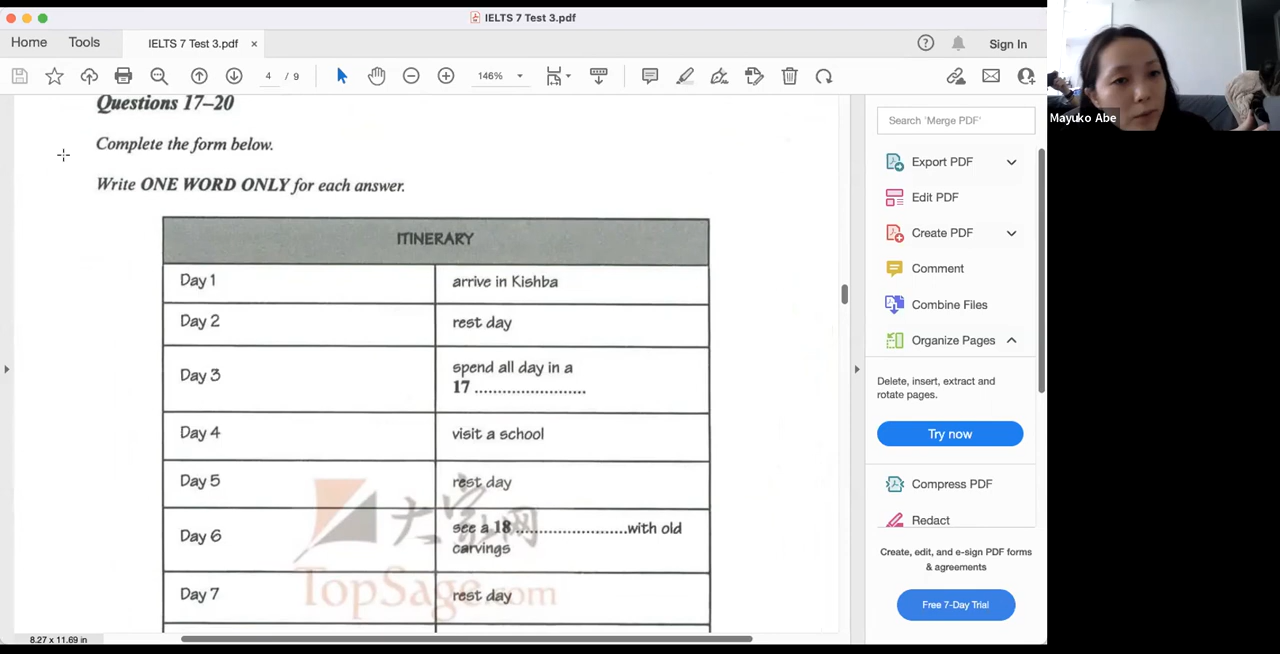 IELTS 7 Test 3.pdf
Home
Tools
IELTS 7 Test 3.pdf
×
Sign In
4 / 9
146%
Mayuko Abe
Questions 17–20
Complete the form below.
Write ONE WORD ONLY for each answer.
ITINERARY
Day 1
arrive in Kishba
Day 2
rest day
Day 3
spend all day in a
17 ........................
Day 4
visit a school
Day 5
rest day
Day 6
see a 18 ........................with old
carvings
Day 7
rest day
大家网
TopSage.com
8.27 x 11.69 in
Search 'Merge PDF'
Export PDF
Edit PDF
Create PDF
Comment
Combine Files
Organize Pages
Delete, insert, extract and
rotate pages.
Try now
Compress PDF
Redact
Create, edit, and e-sign PDF forms
& agreements
Free 7-Day Trial